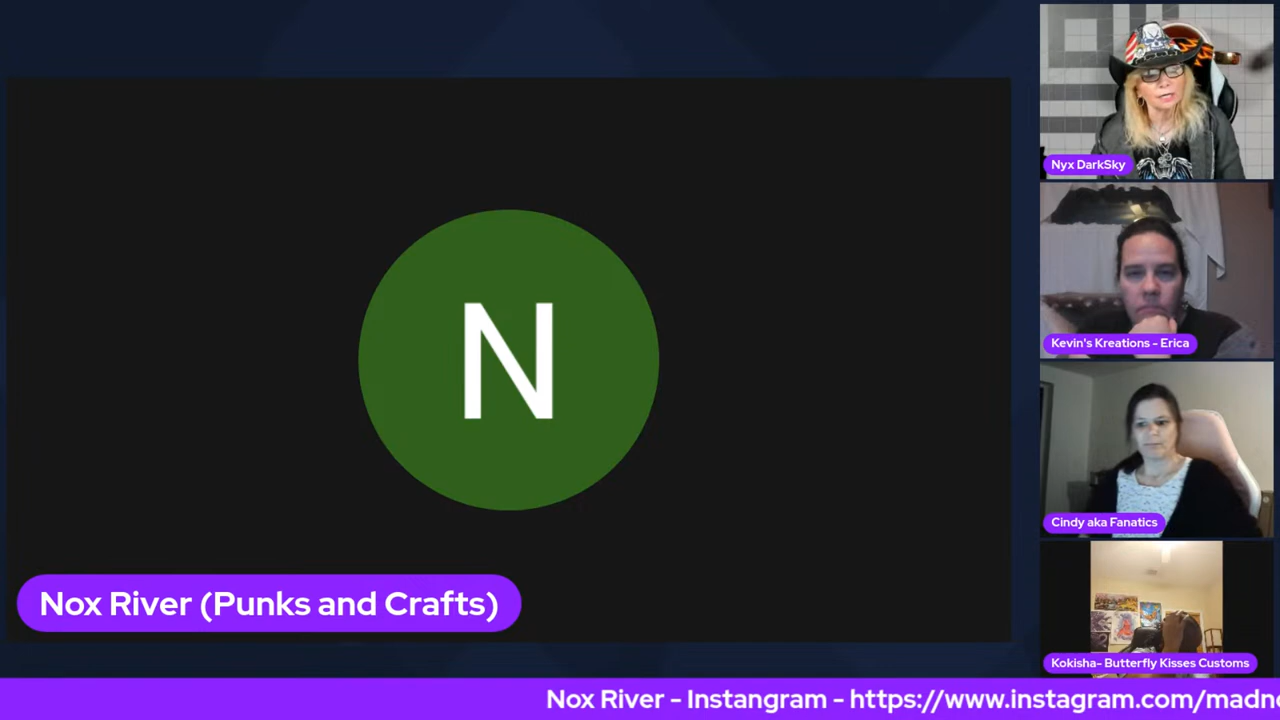 N
Nox River (Punks and Crafts)
Nyx DarkSky
Kevin's Kreations - Erica
Cindy aka Fanatics
Kokisha- Butterfly Kisses Customs
Nox River - Instangram - https://www.instagram.com/madn